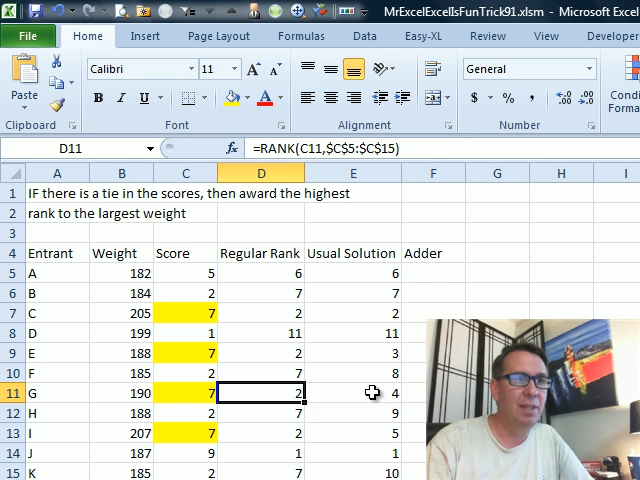 MrExcelExcelIsFunTrick91.xlsm - Microsoft Excel
File Home Insert Page Layout Formulas Data Easy-XL Review View Developer
Paste Calibri 11 A A General
B I U A $ % , .00 Condi
Forma
Clipboard Font Alignment Number
D11 fx =RANK(C11,$C$5:$C$15)
A B C D E F G H I
1 IF there is a tie in the scores, then award the highest
2 rank to the largest weight
3
4 Entrant Weight Score Regular Rank Usual Solution Adder
5 A 182 5 6 6
6 B 184 2 7 7
7 C 205 7 2 2
8 D 199 1 11 11
9 E 188 7 2 3
10 F 185 2 7 8
11 G 190 7 2 4
12 H 188 2 7 9
13 I 207 7 2 5
14 J 187 9 1 1
15 K 185 2 7 10